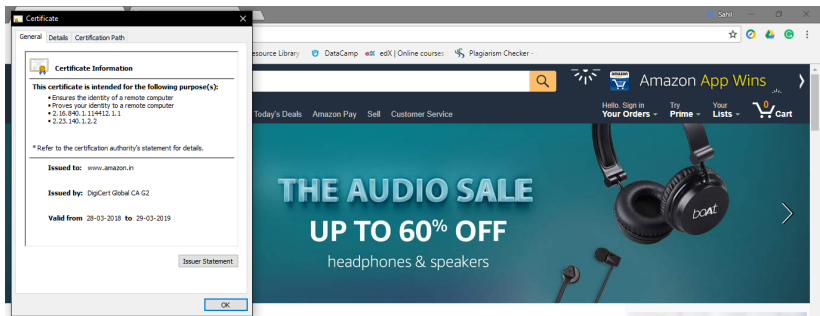 Certificate
General Details Certification Path
Certificate Information
This certificate is intended for the following purpose(s):
• Ensures the identity of a remote computer
• Proves your identity to a remote computer
• 2.16.840.1.114412.1.1
• 2.23.140.1.2.2
* Refer to the certification authority's statement for details.
Issued to: www.amazon.in
Issued by: DigiCert Global CA G2
Valid from 28-03-2018 to 29-03-2019
Issuer Statement
OK
Sahil
esource Library DataCamp edX | Online courses Plagiarism Checker -
amazon
Amazon App Wins
Today's Deals Amazon Pay Sell Customer Service
Hello. Sign in
Your Orders
Try
Prime
Your
Lists
0
Cart
THE AUDIO SALE
UP TO 60% OFF
headphones & speakers
boAt